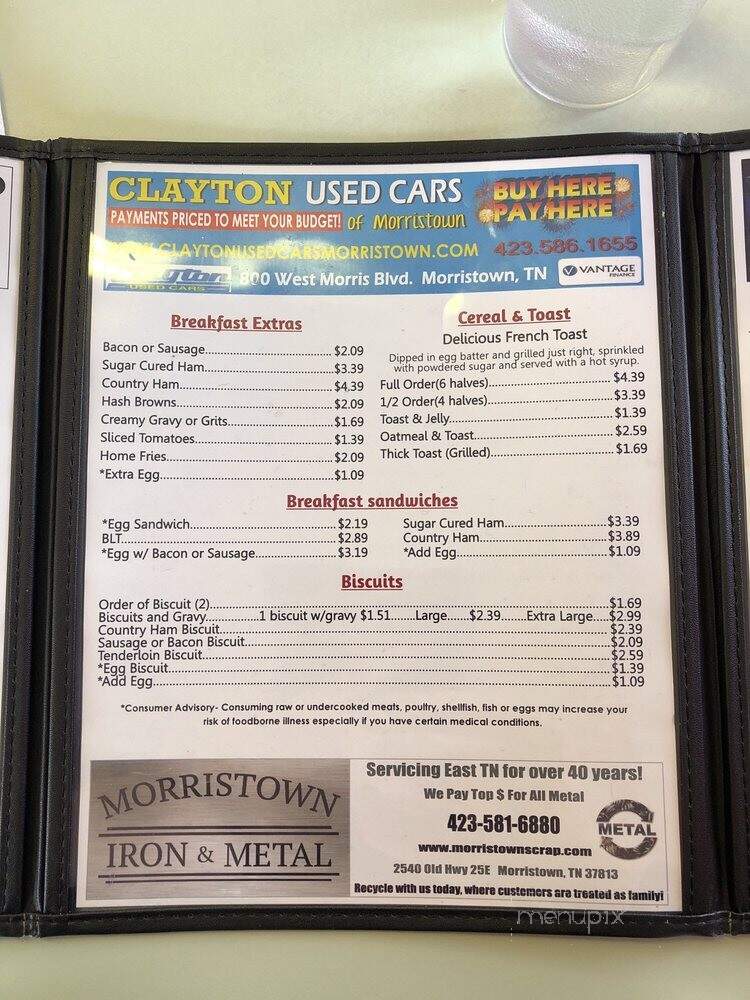 CLAYTON USED CARS
BUY HERE
PAY HERE
PAYMENTS PRICED TO MEET YOUR BUDGET! of Morristown
.CLAYTONUSEDCARSMORRISTOWN.COM 423.586.1655
USED CARS
800 West Morris Blvd. Morristown, TN
VANTAGE
FINANCE
Breakfast Extras
Bacon or Sausage.....$2.09
Sugar Cured Ham.....$3.39
Country Ham.....$4.39
Hash Browns.....$2.09
Creamy Gravy or Grits.....$1.69
Sliced Tomatoes.....$1.39
Home Fries.....$2.09
*Extra Egg.....$1.09
Cereal & Toast
Delicious French Toast
Dipped in egg batter and grilled just right, sprinkled
with powdered sugar and served with a hot syrup.
Full Order(6 halves).....$4.39
1/2 Order(4 halves).....$3.39
Toast & Jelly.....$1.39
Oatmeal & Toast.....$2.59
Thick Toast (Grilled).....$1.69
Breakfast sandwiches
*Egg Sandwich.....$2.19
BLT.....$2.89
*Egg w/ Bacon or Sausage.....$3.19
Sugar Cured Ham.....$3.39
Country Ham.....$3.89
*Add Egg.....$1.09
Biscuits
Order of Biscuit (2).....$1.69
Biscuits and Gravy.....1 biscuit w/gravy $1.51.....Large.....$2.39.....Extra Large....$2.99
Country Ham Biscuit.....$2.39
Sausage or Bacon Biscuit.....$2.09
Tenderloin Biscuit.....$2.59
*Egg Biscuit.....$1.39
*Add Egg.....$1.09
*Consumer Advisory- Consuming raw or undercooked meats, poultry, shellfish, fish or eggs may increase your
risk of foodborne illness especially if you have certain medical conditions.
MORRISTOWN
IRON & METAL
Servicing East TN for over 40 years!
We Pay Top $ For All Metal
423-581-6880
METAL
www.morristownscrap.com
2540 Old Hwy 25E Morristown, TN 37813
Recycle with us today, where customers are treated as family!
menupix